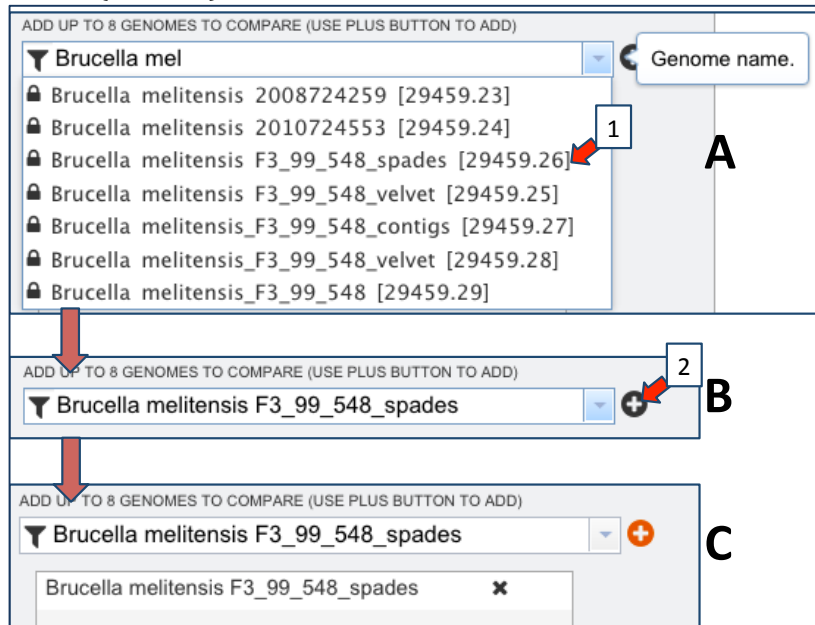 ADD UP TO 8 GENOMES TO COMPARE (USE PLUS BUTTON TO ADD)
Brucella mel
Genome name.
Brucella melitensis 2008724259 [29459.23]
Brucella melitensis 2010724553 [29459.24]
1
Brucella melitensis F3_99_548_spades [29459.26]
A
Brucella melitensis F3_99_548_velvet [29459.25]
Brucella melitensis_F3_99_548_contigs [29459.27]
Brucella melitensis_F3_99_548_velvet [29459.28]
Brucella melitensis_F3_99_548 [29459.29]
ADD UP TO 8 GENOMES TO COMPARE (USE PLUS BUTTON TO ADD)
2
Brucella melitensis F3_99_548_spades
B
ADD UP TO 8 GENOMES TO COMPARE (USE PLUS BUTTON TO ADD)
Brucella melitensis F3_99_548_spades
C
Brucella melitensis F3_99_548_spades